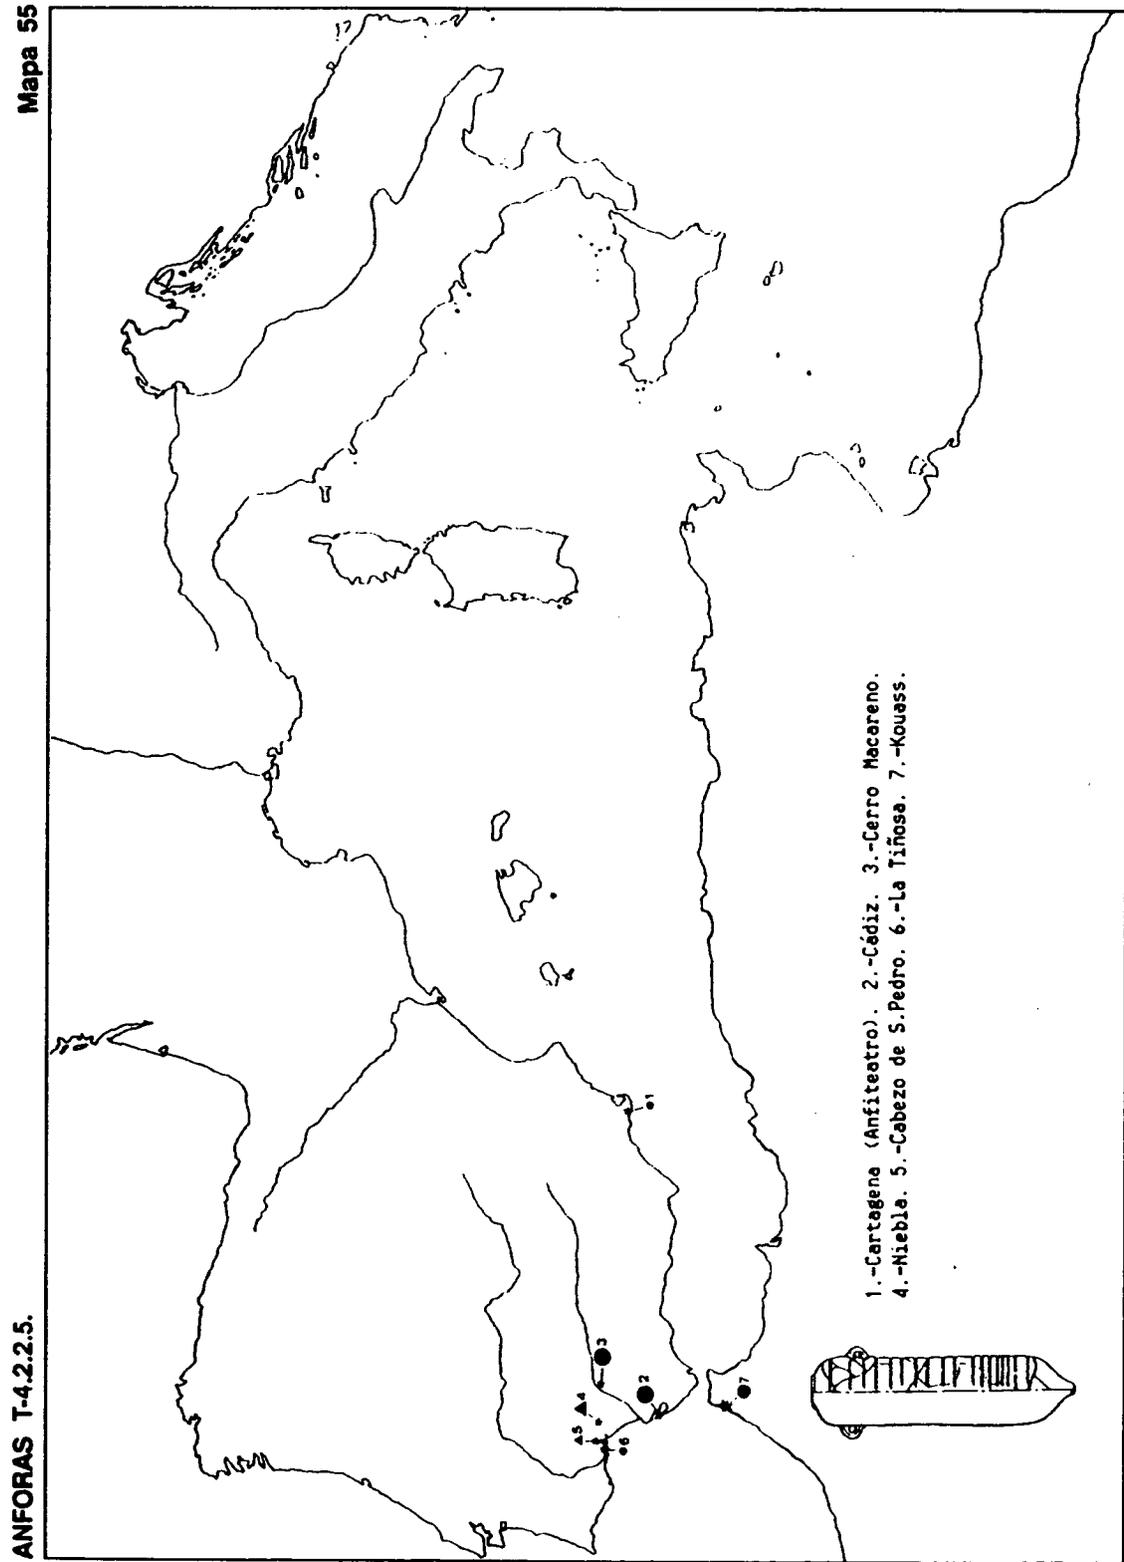 ANFORAS T-4.2.2.5.
Mapa 55
5
4
3
6
2
7
1
1.-Cartagena (Anfiteatro). 2.-Cádiz. 3.-Cerro Macareno.
4.-Niebla. 5.-Cabezo de S.Pedro. 6.-La Tiñosa. 7.-Kouass.